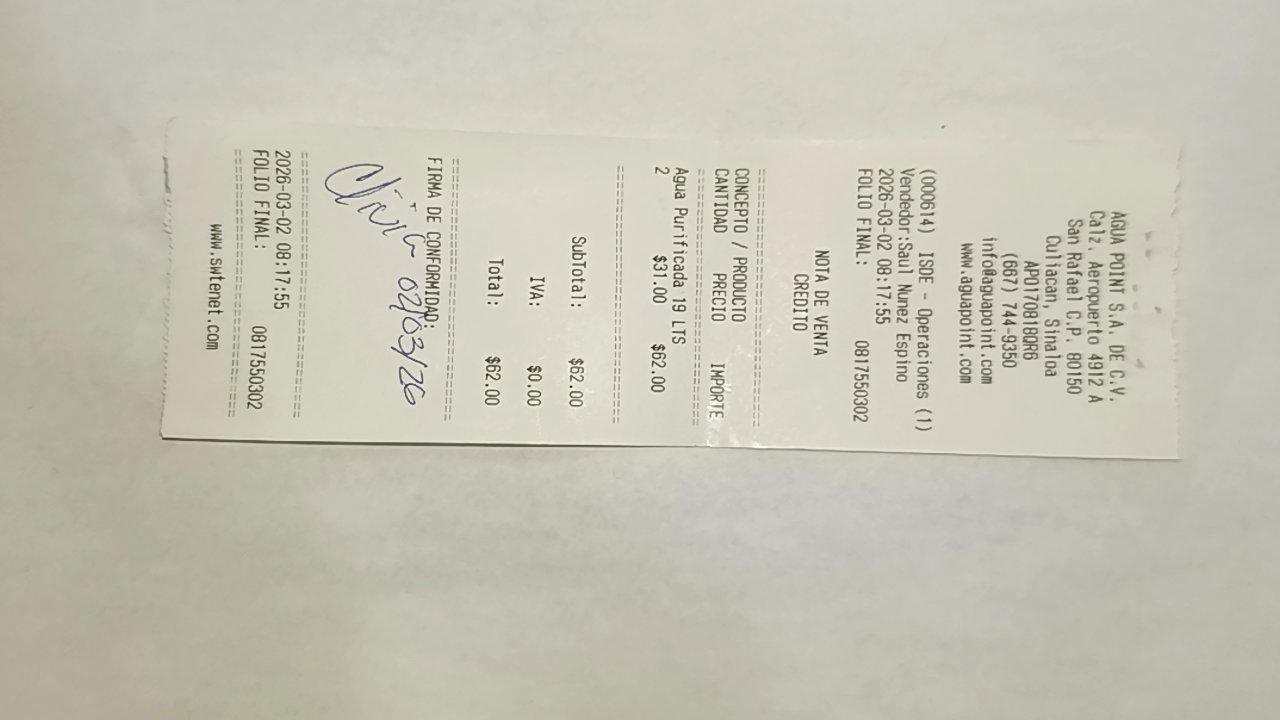 AGUA POINT S.A. DE C.V.
Calz. Aeropuerto 4912 A
San Rafael C.P. 80150
Culiacan, Sinaloa
APO170818QR6
(667) 744-9350
info@aguapoint.com
www.aguapoint.com
(000614) ISDE - Operaciones (1)
Vendedor:Saul Nunez Espino
2026-03-02 08:17:55
FOLIO FINAL: 0817550302
NOTA DE VENTA
CREDITO
==============================
CONCEPTO / PRODUCTO
CANTIDAD PRECIO IMPORTE
==============================
Agua Purificada 19 LTS
2 $31.00 $62.00
==============================
SubTotal: $62.00
IVA: $0.00
Total: $62.00
==============================
FIRMA DE CONFORMIDAD:
02/03/26
==============================
2026-03-02 08:17:55
FOLIO FINAL: 0817550302
==============================
www.swtenet.com